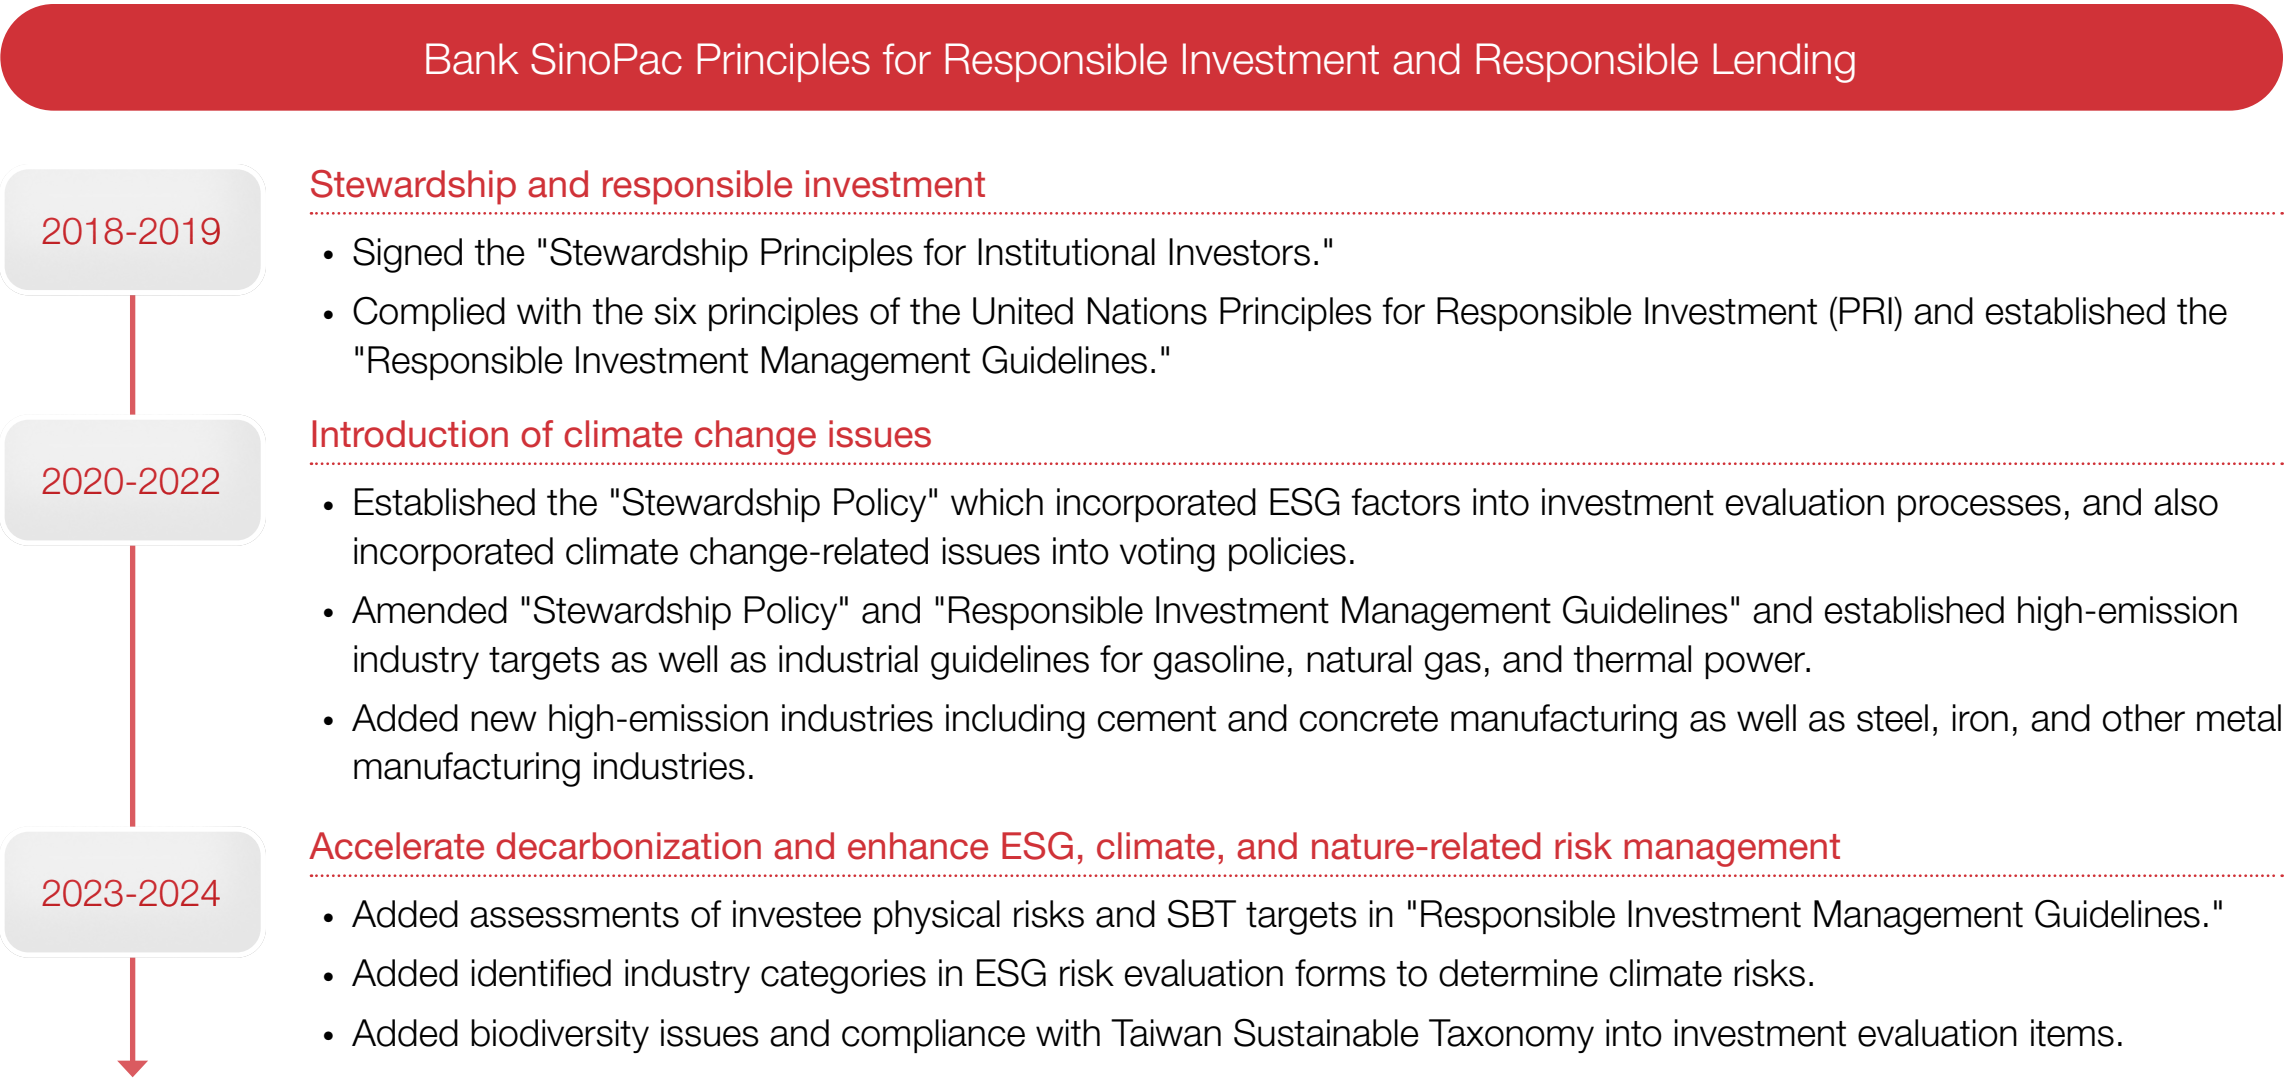 Bank SinoPac Principles for Responsible Investment and Responsible Lending
2018-2019
Stewardship and responsible investment
• Signed the "Stewardship Principles for Institutional Investors."
• Complied with the six principles of the United Nations Principles for Responsible Investment (PRI) and established the
"Responsible Investment Management Guidelines."
2020-2022
Introduction of climate change issues
• Established the "Stewardship Policy" which incorporated ESG factors into investment evaluation processes, and also
incorporated climate change-related issues into voting policies.
• Amended "Stewardship Policy" and "Responsible Investment Management Guidelines" and established high-emission
industry targets as well as industrial guidelines for gasoline, natural gas, and thermal power.
• Added new high-emission industries including cement and concrete manufacturing as well as steel, iron, and other metal
manufacturing industries.
2023-2024
Accelerate decarbonization and enhance ESG, climate, and nature-related risk management
• Added assessments of investee physical risks and SBT targets in "Responsible Investment Management Guidelines."
• Added identified industry categories in ESG risk evaluation forms to determine climate risks.
• Added biodiversity issues and compliance with Taiwan Sustainable Taxonomy into investment evaluation items.